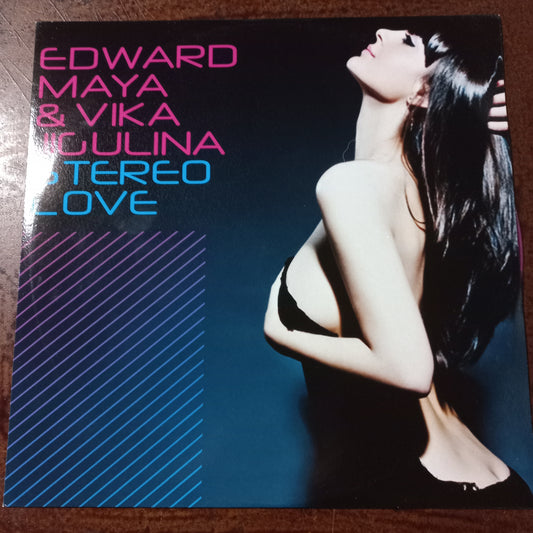 EDWARD
MAYA
& VIKA
JIGULINA
STEREO
LOVE